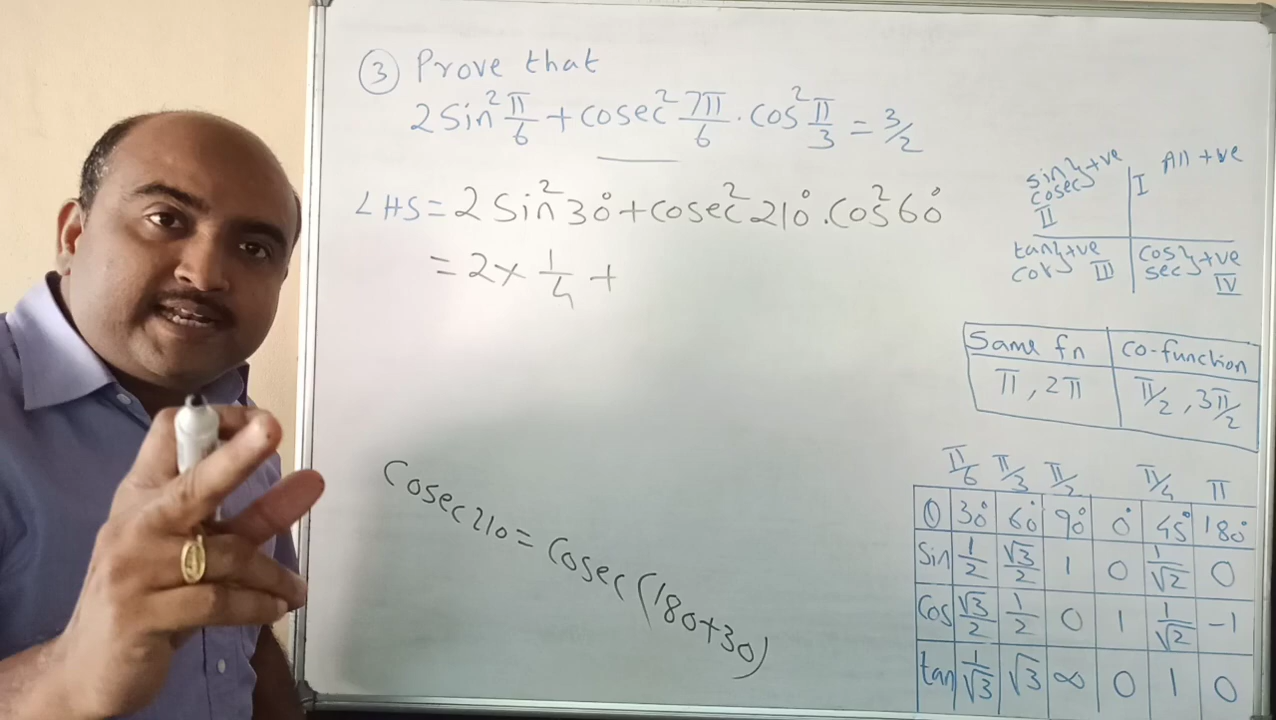 ③ Prove that
2 sin² π/6 + cosec² 7π/6 . cos² π/3 = 3/2
LHS = 2 sin² 30° + cosec² 210° . cos² 60°
= 2 × 1/4 +
cosec 210 = cosec (180+30)
sin } +ve
cosec
II
I
All +ve
tan } +ve
cot III
cos } +ve
sec IV
Same fn | co-function
π, 2π | π/2, 3π/2
π/6 π/3 π/2 π/4 π
θ 30° 60° 90° 0° 45° 180°
sin 1/2 √3/2 1 0 1/√2 0
cos √3/2 1/2 0 1 1/√2 -1
tan 1/√3 √3 ∞ 0 1 0